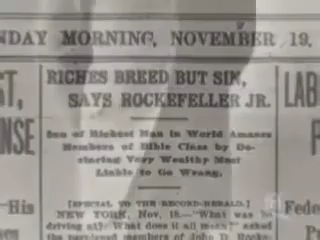 NDAY MORNING, NOVEMBER 19,
RICHES BREED BUT SIN,
SAYS ROCKEFELLER JR.
Son of Richest Man in World Amazes
Members of Bible Class by De-
claring Very Wealthy Most
Liable to Go Wrong.
[SPECIAL TO THE RECORD-HERALD.]
NEW YORK, Nov. 18.—"What was he
driving at? What does it all mean?" asked
the members of John D. Rocke-
T,
NSE
—His
LAB
P
Fede